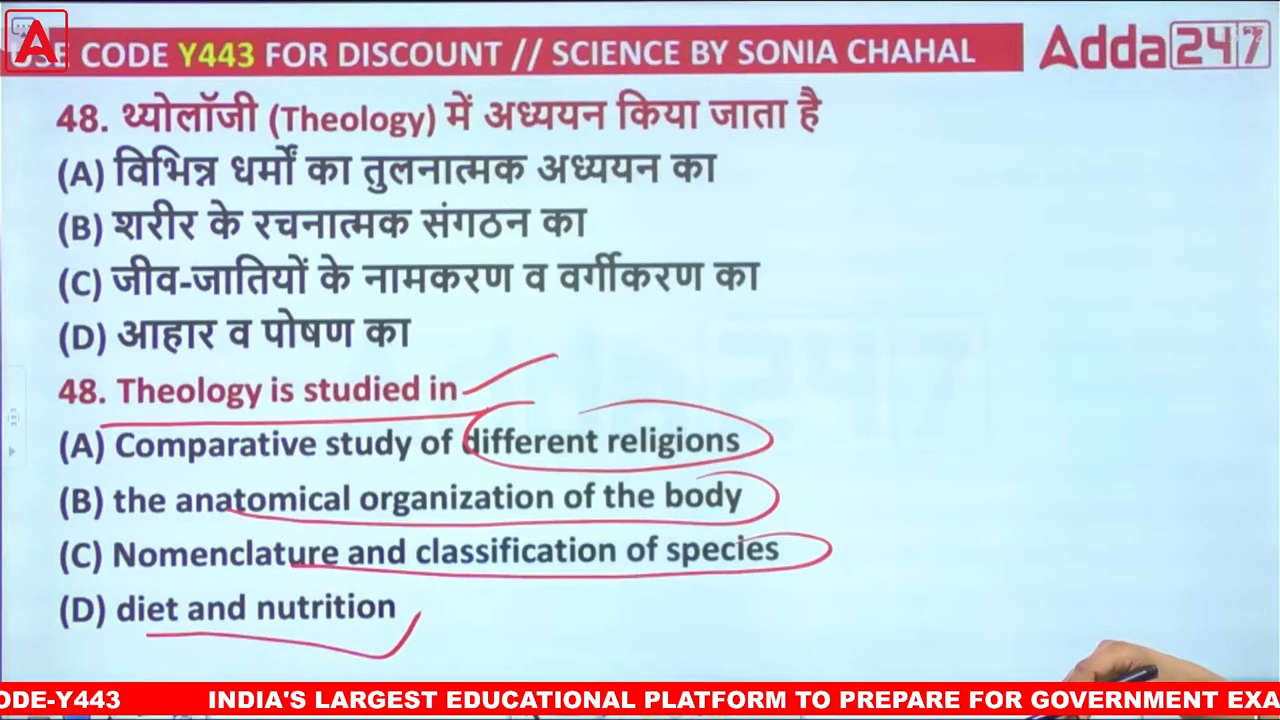 A
SE CODE Y443 FOR DISCOUNT // SCIENCE BY SONIA CHAHAL
Adda247
48. थ्योलॉजी (Theology) में अध्ययन किया जाता है
(A) विभिन्न धर्मों का तुलनात्मक अध्ययन का
(B) शरीर के रचनात्मक संगठन का
(C) जीव-जातियों के नामकरण व वर्गीकरण का
(D) आहार व पोषण का
48. Theology is studied in
(A) Comparative study of different religions
(B) the anatomical organization of the body
(C) Nomenclature and classification of species
(D) diet and nutrition
ODE-Y443 INDIA'S LARGEST EDUCATIONAL PLATFORM TO PREPARE FOR GOVERNMENT EXA